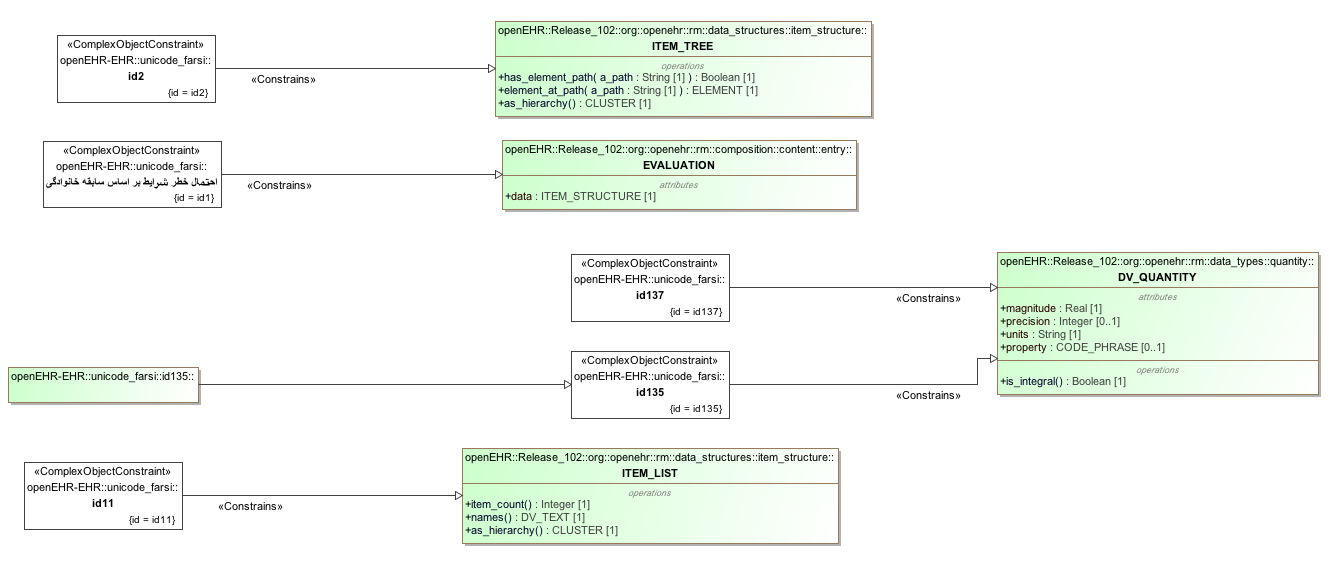 «ComplexObjectConstraint»
openEHR-EHR::unicode_farsi::
id2
{id = id2}
«Constrains»
openEHR::Release_102::org::openehr::rm::data_structures::item_structure::
ITEM_TREE
operations
+has_element_path( a_path : String [1] ) : Boolean [1]
+element_at_path( a_path : String [1] ) : ELEMENT [1]
+as_hierarchy() : CLUSTER [1]
«ComplexObjectConstraint»
openEHR-EHR::unicode_farsi::
احتمال خطر شرایط بر اساس سابقه خانوادگی
{id = id1}
«Constrains»
openEHR::Release_102::org::openehr::rm::composition::content::entry::
EVALUATION
attributes
+data : ITEM_STRUCTURE [1]
«ComplexObjectConstraint»
openEHR-EHR::unicode_farsi::
id137
{id = id137}
«Constrains»
openEHR::Release_102::org::openehr::rm::data_types::quantity::
DV_QUANTITY
attributes
+magnitude : Real [1]
+precision : Integer [0..1]
+units : String [1]
+property : CODE_PHRASE [0..1]
operations
+is_integral() : Boolean [1]
openEHR-EHR::unicode_farsi::id135::
«ComplexObjectConstraint»
openEHR-EHR::unicode_farsi::
id135
{id = id135}
«Constrains»
«ComplexObjectConstraint»
openEHR-EHR::unicode_farsi::
id11
{id = id11}
«Constrains»
openEHR::Release_102::org::openehr::rm::data_structures::item_structure::
ITEM_LIST
operations
+item_count() : Integer [1]
+names() : DV_TEXT [1]
+as_hierarchy() : CLUSTER [1]